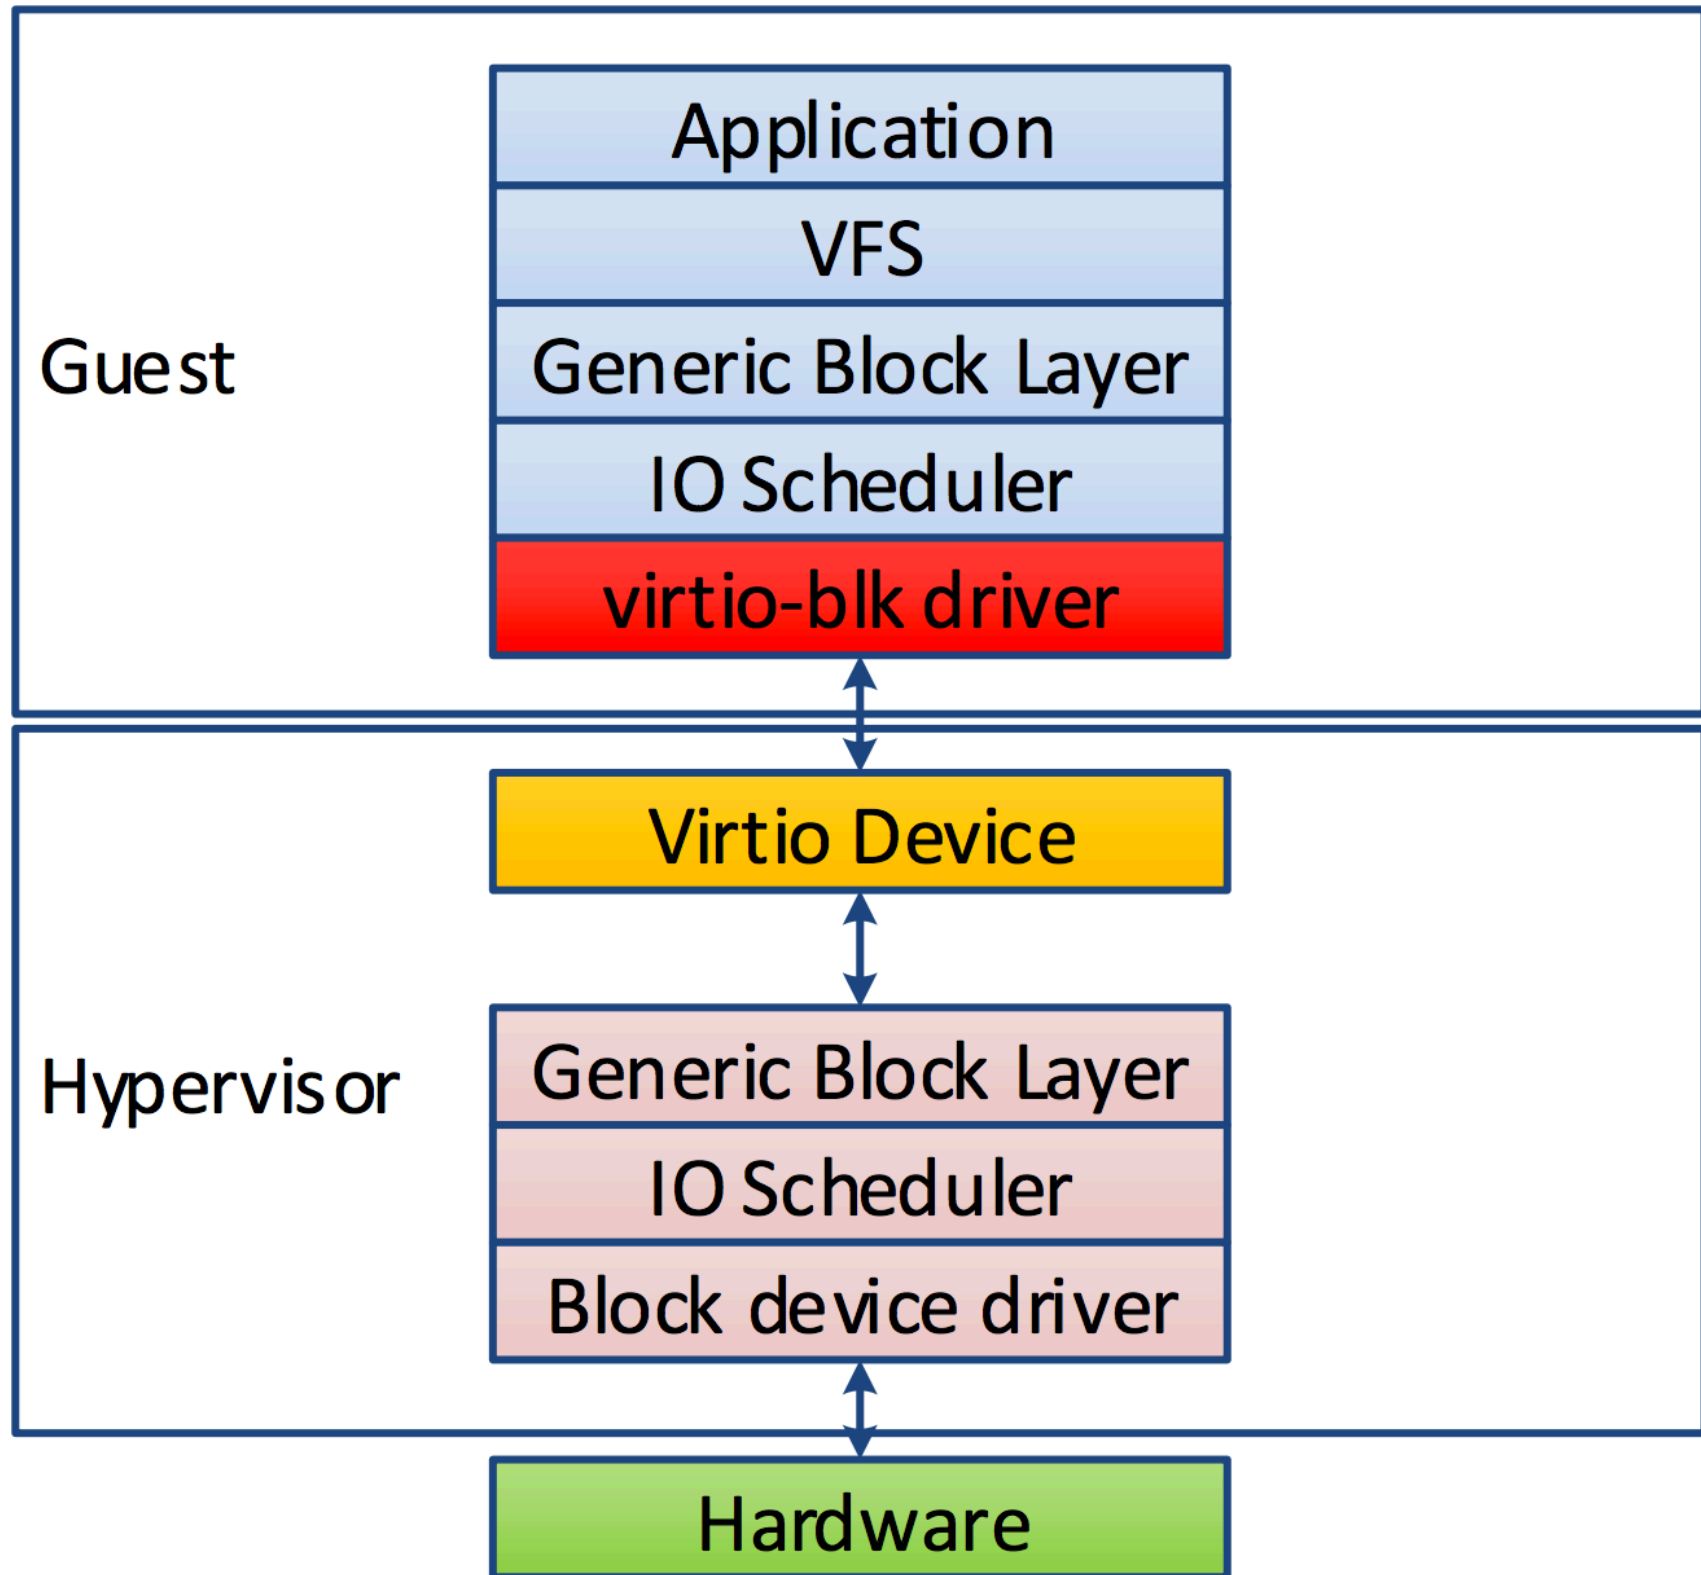 Application
VFS
Guest
Generic Block Layer
IO Scheduler
virtio-blk driver
Virtio Device
Generic Block Layer
Hypervisor
IO Scheduler
Block device driver
Hardware